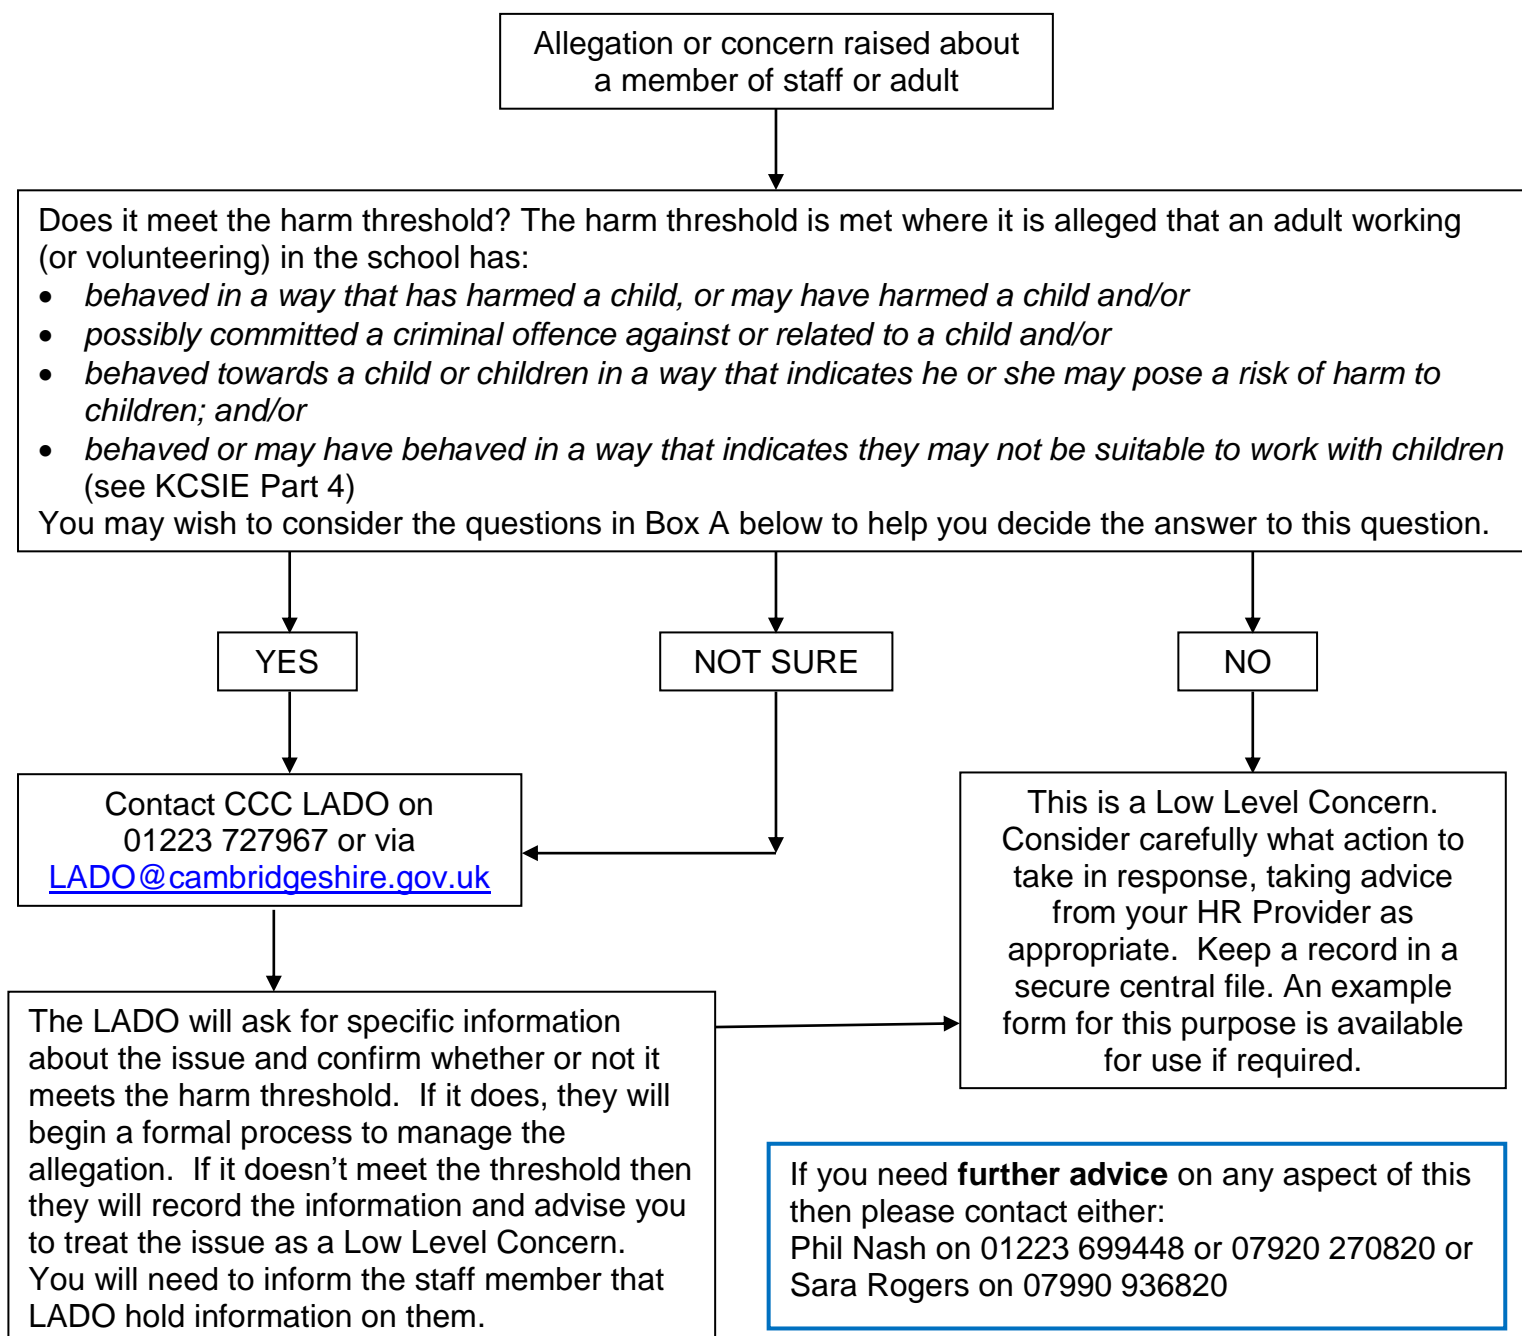 Allegation or concern raised about
a member of staff or adult
Does it meet the harm threshold? The harm threshold is met where it is alleged that an adult working
(or volunteering) in the school has:
• behaved in a way that has harmed a child, or may have harmed a child and/or
• possibly committed a criminal offence against or related to a child and/or
• behaved towards a child or children in a way that indicates he or she may pose a risk of harm to
children; and/or
• behaved or may have behaved in a way that indicates they may not be suitable to work with children
(see KCSIE Part 4)
You may wish to consider the questions in Box A below to help you decide the answer to this question.
YES
NOT SURE
NO
Contact CCC LADO on
01223 727967 or via
LADO@cambridgeshire.gov.uk
This is a Low Level Concern.
Consider carefully what action to
take in response, taking advice
from your HR Provider as
appropriate.  Keep a record in a
secure central file. An example
form for this purpose is available
for use if required.
The LADO will ask for specific information
about the issue and confirm whether or not it
meets the harm threshold.  If it does, they will
begin a formal process to manage the
allegation.  If it doesn’t meet the threshold then
they will record the information and advise you
to treat the issue as a Low Level Concern.
You will need to inform the staff member that
LADO hold information on them.
If you need further advice on any aspect of this
then please contact either:
Phil Nash on 01223 699448 or 07920 270820 or
Sara Rogers on 07990 936820